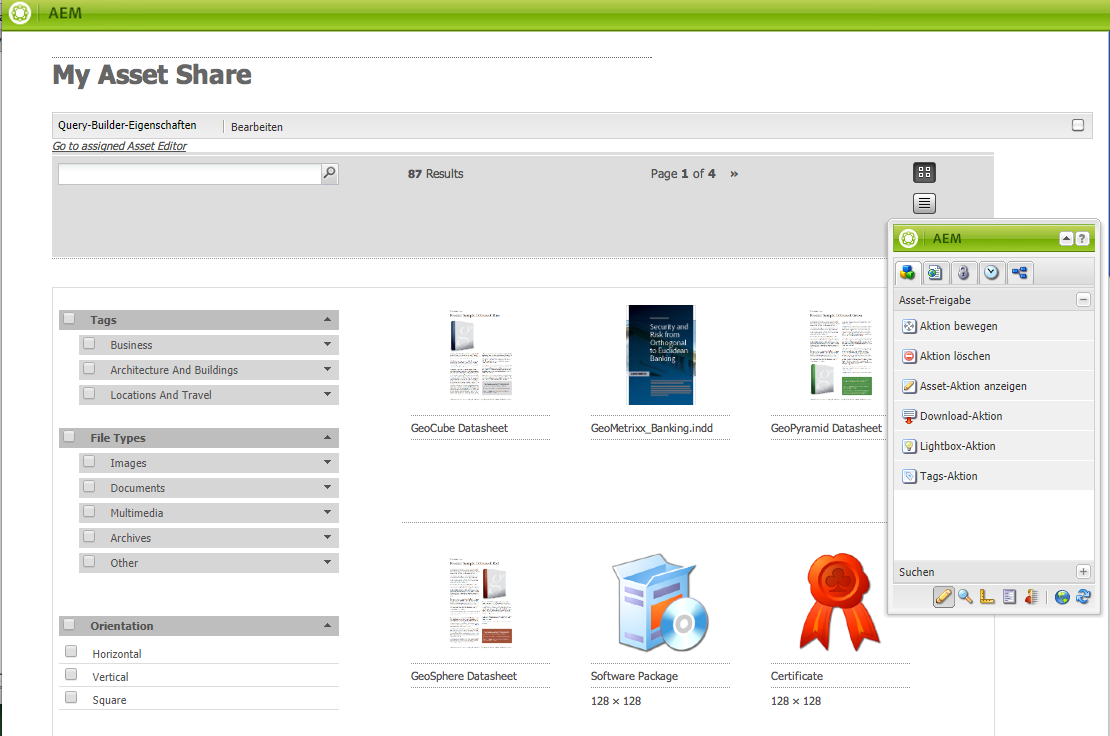 AEM
My Asset Share
Query-Builder-Eigenschaften | Bearbeiten
Go to assigned Asset Editor
87 Results
Page 1 of 4 »
AEM
?
Asset-Freigabe
Aktion bewegen
Aktion löschen
Asset-Aktion anzeigen
Download-Aktion
Lightbox-Aktion
Tags-Aktion
Suchen
Tags
Business
Architecture And Buildings
Locations And Travel
File Types
Images
Documents
Multimedia
Archives
Other
Orientation
Horizontal
Vertical
Square
Security and
Risk from
Orthogonal
to Euclidean
Banking
GeoCube Datasheet
GeoMetrixx_Banking.indd
GeoPyramid Datasheet
GeoSphere Datasheet
Software Package
128 × 128
Certificate
128 × 128